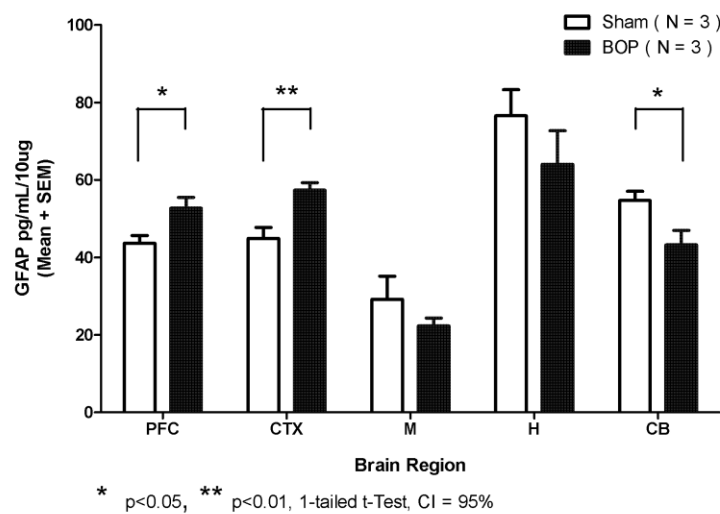 Sham ( N = 3 )
BOP ( N = 3 )
GFAP pg/mL/10ug
(Mean + SEM)
100
80
60
40
20
0
*
**
*
PFC CTX M H CB
Brain Region
* p<0.05, ** p<0.01, 1-tailed t-Test, CI = 95%